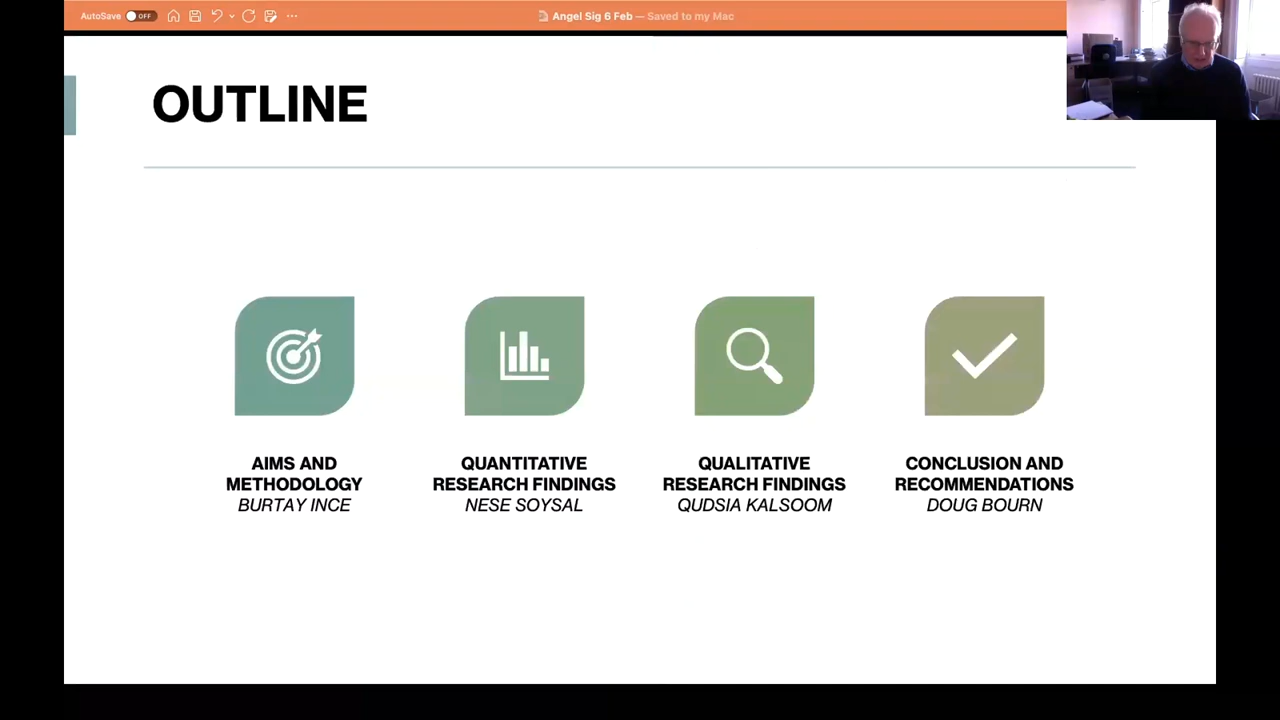 AutoSave OFF
Angel Sig 6 Feb — Saved to my Mac
OUTLINE
AIMS AND
METHODOLOGY
BURTAY INCE
QUANTITATIVE
RESEARCH FINDINGS
NESE SOYSAL
QUALITATIVE
RESEARCH FINDINGS
QUDSIA KALSOOM
CONCLUSION AND
RECOMMENDATIONS
DOUG BOURN